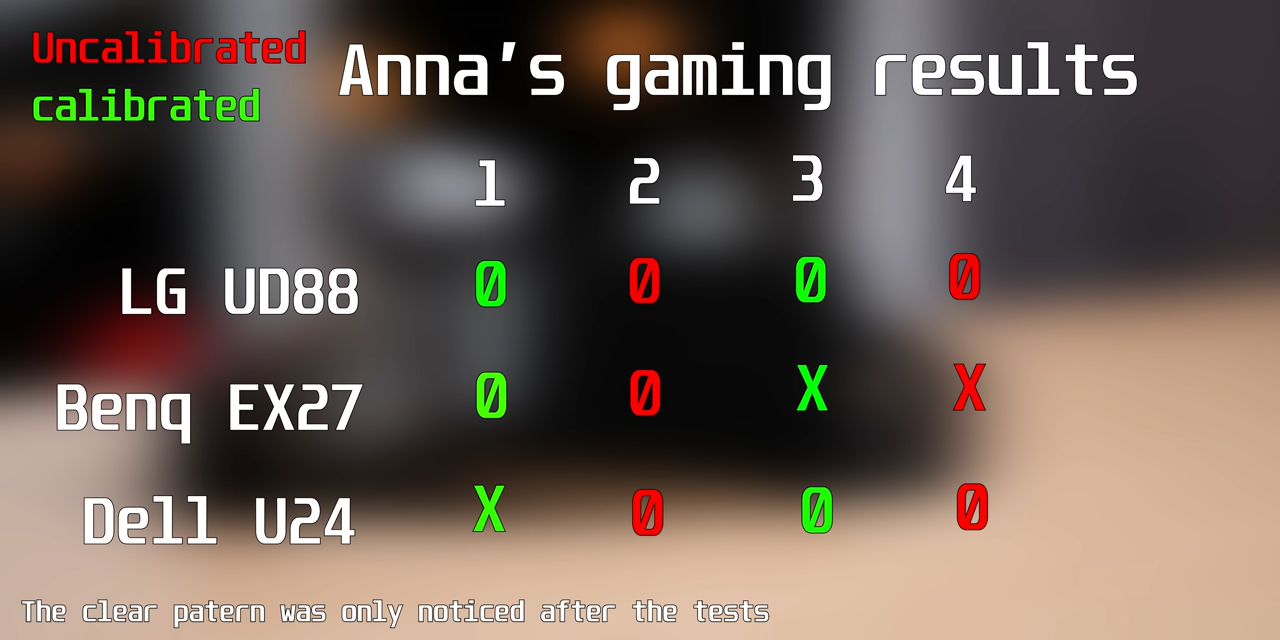 Uncalibrated
calibrated
Anna's gaming results
1 2 3 4
LG UD88 0 0 0 0
Benq EX27 0 0 X X
Dell U24 X 0 0 0
The clear patern was only noticed after the tests